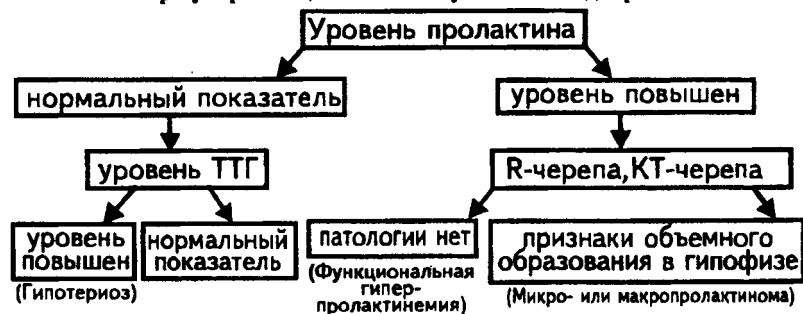 Уровень пролактина
нормальный показатель
уровень повышен
уровень ТТГ
R-черепа, КТ-черепа
уровень
повышен
(Гипотериоз)
нормальный
показатель
патологии нет
(Функциональная
гипер-
пролактинемия)
признаки объемного
образования в гипофизе
(Микро- или макропролактинома)